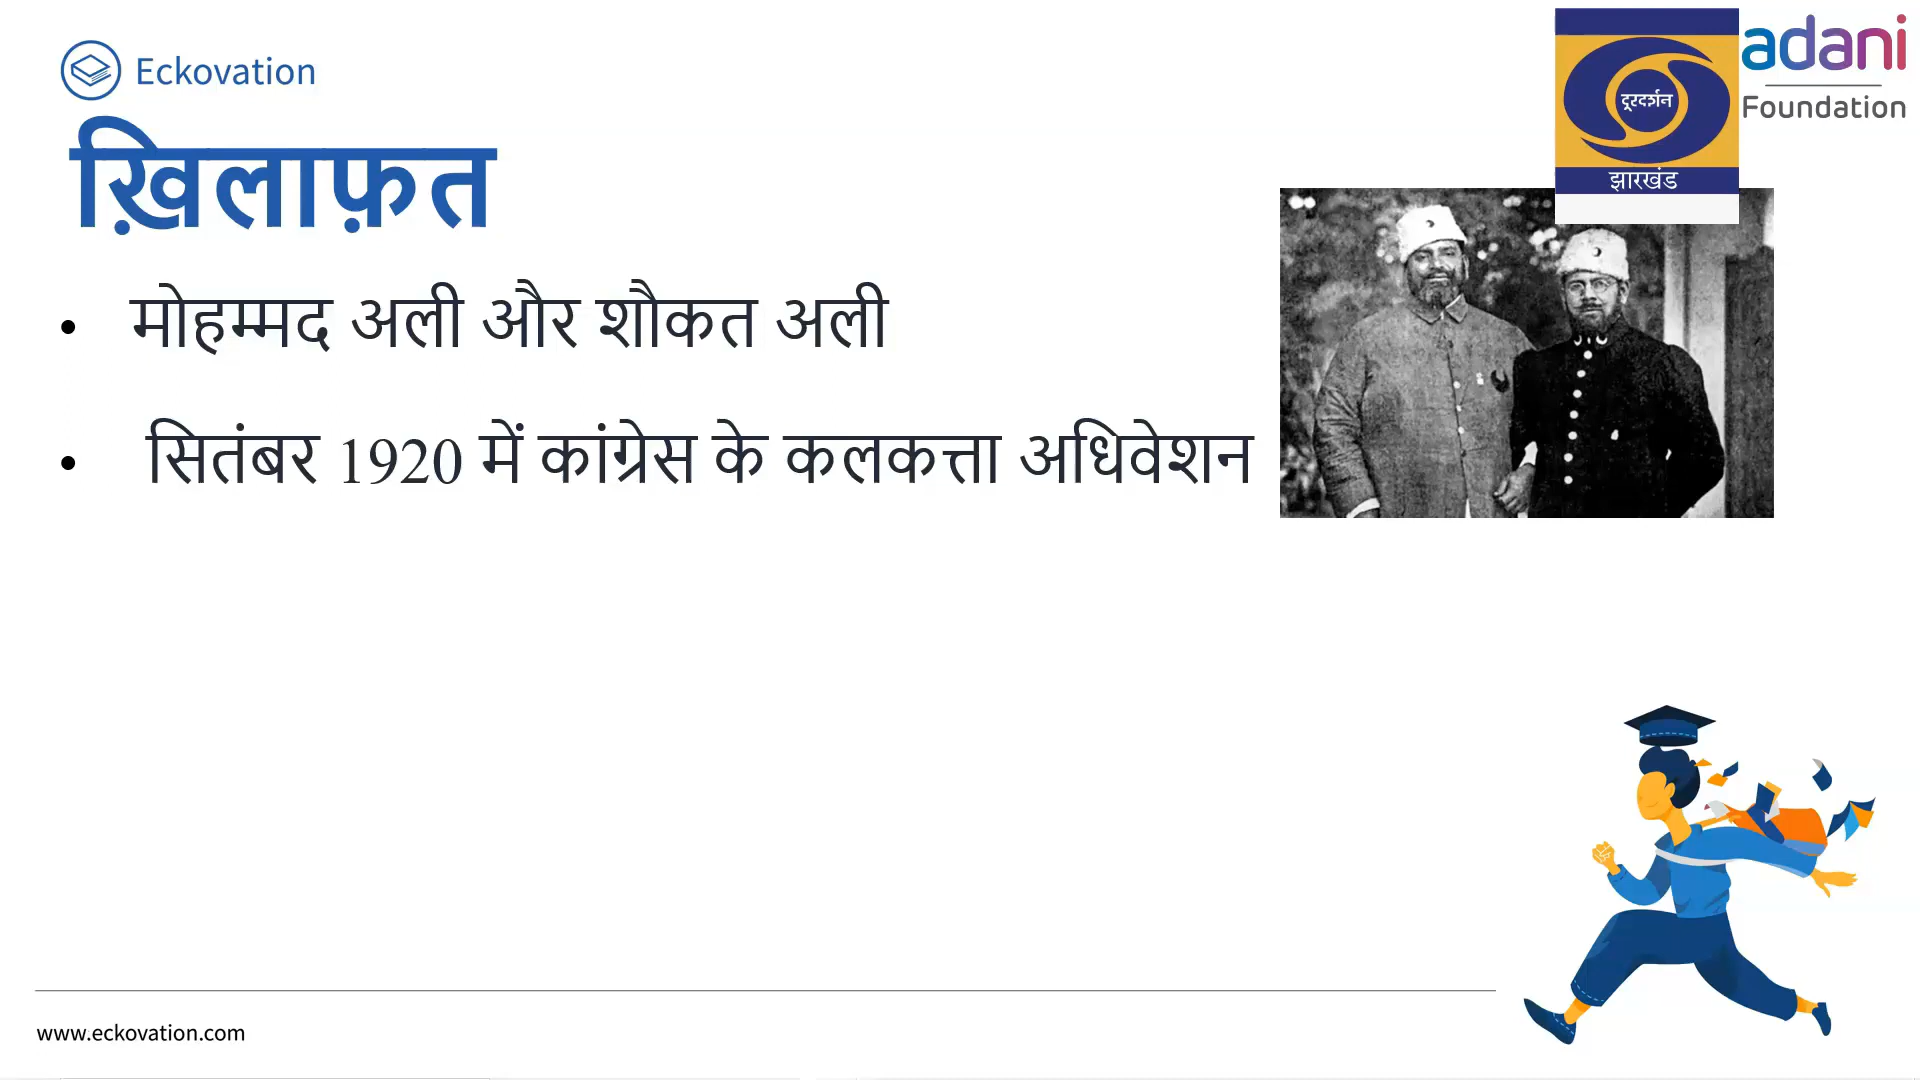 Eckovation
दूरदर्शन
झारखंड
adani
Foundation
ख़िलाफ़त
• मोहम्मद अली और शौकत अली
• सितंबर 1920 में कांग्रेस के कलकत्ता अधिवेशन
www.eckovation.com